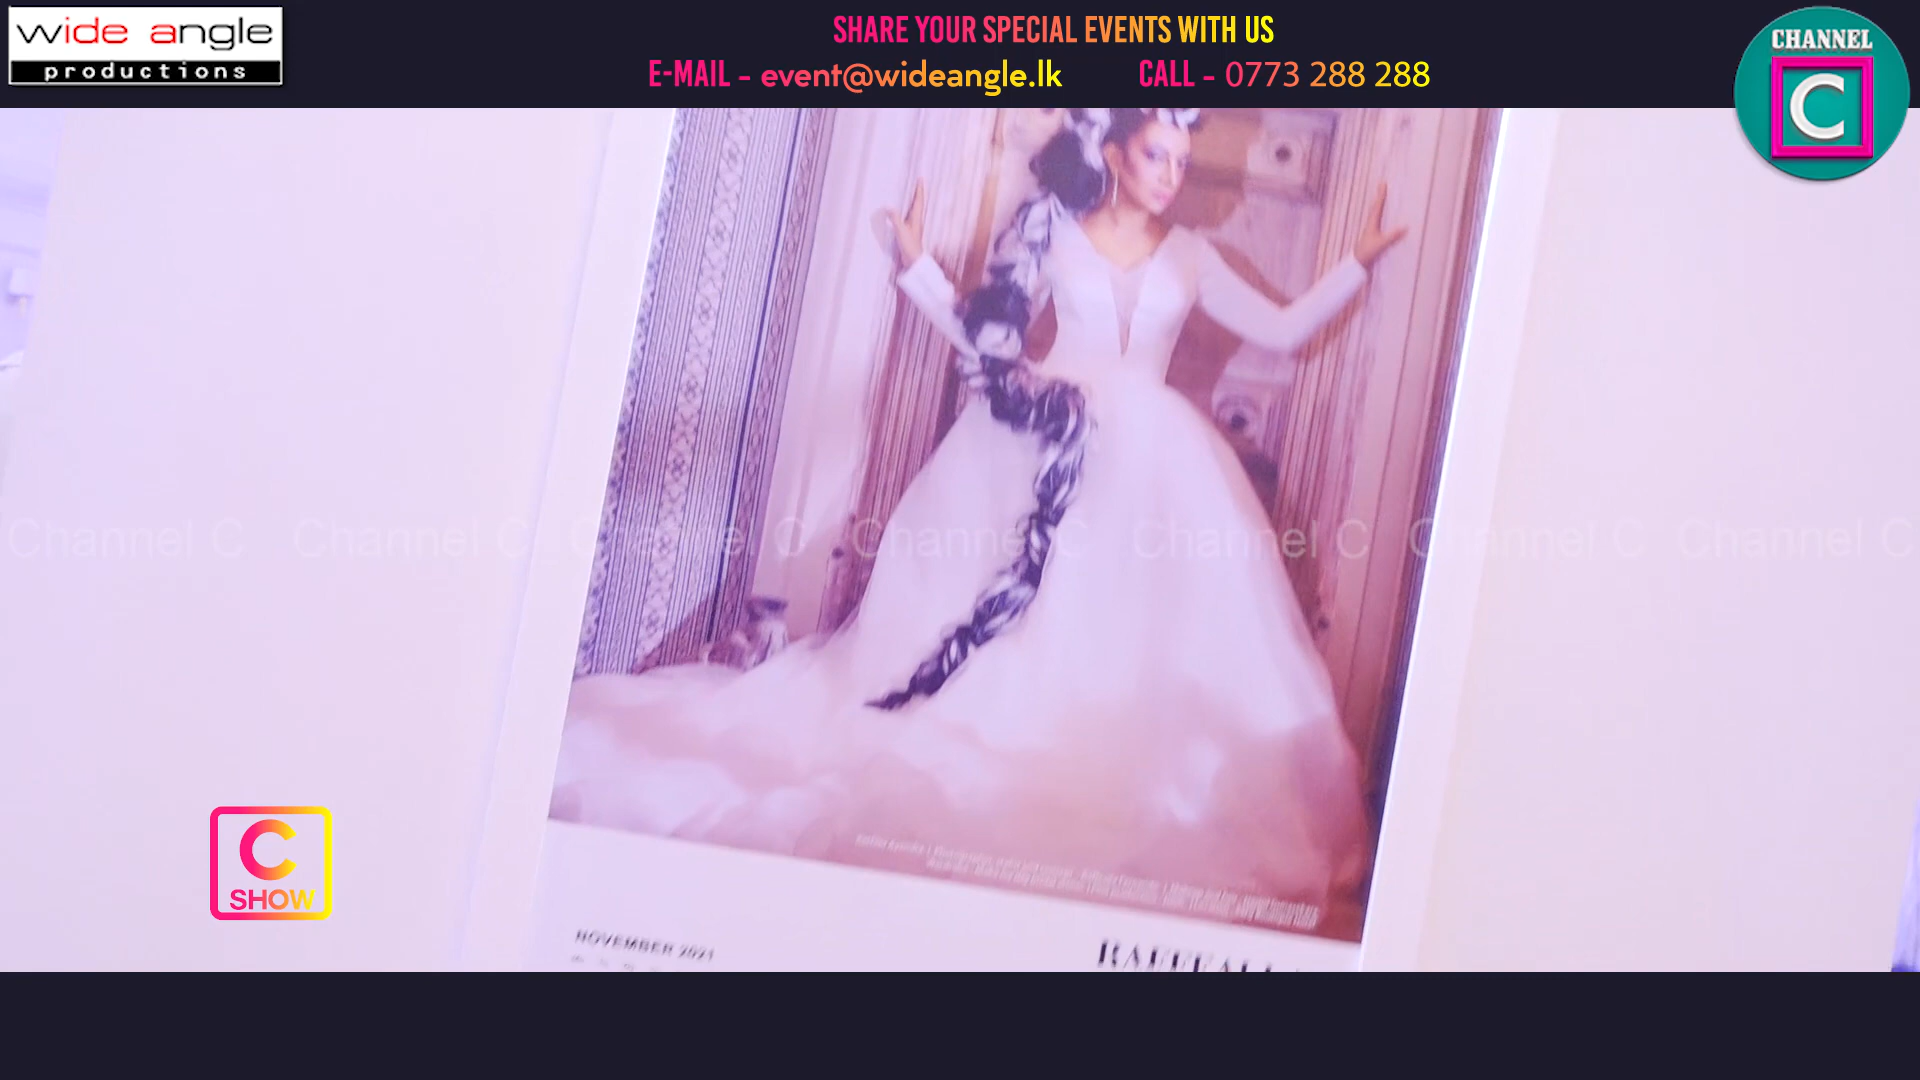 wide angle
productions
SHARE YOUR SPECIAL EVENTS WITH US
E-MAIL - event@wideangle.lk CALL - 0773 288 288
CHANNEL
C
Channel C Channel C Channel C Channel C Channel C Channel C Channel C
C
SHOW
NOVEMBER 2021